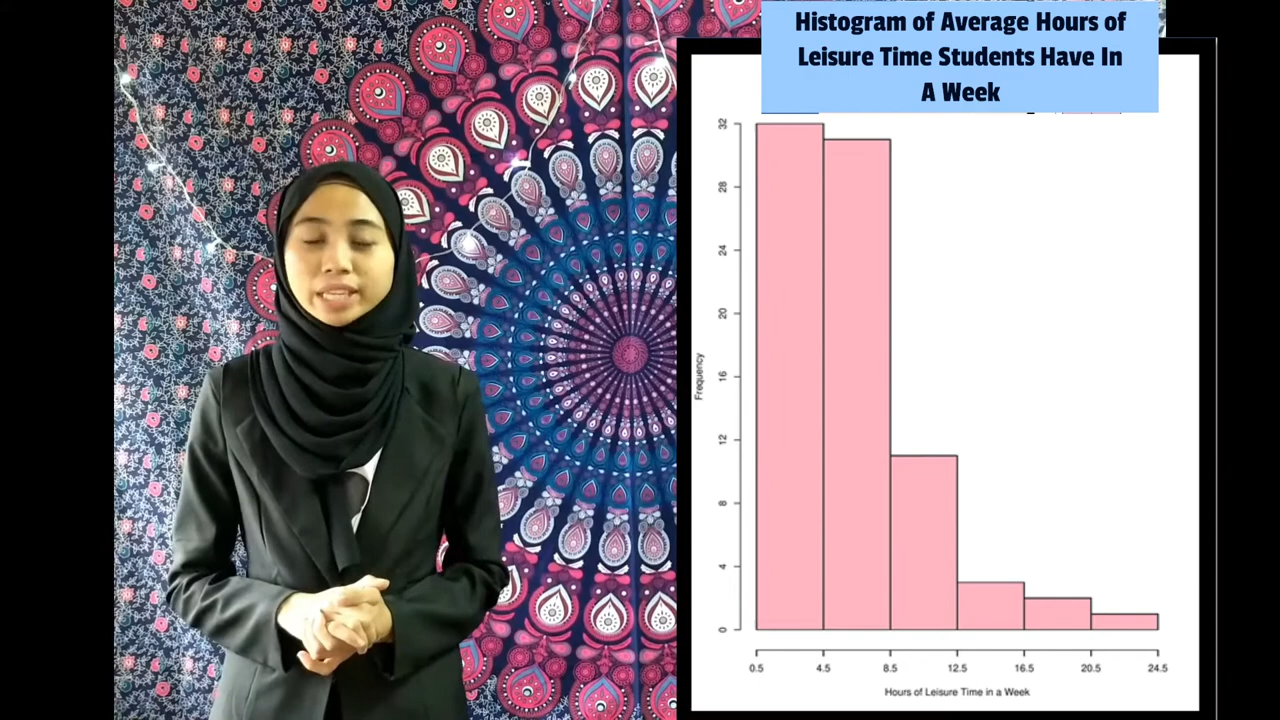 Histogram of Average Hours of
Leisure Time Students Have In
A Week
32
28
24
20
16
12
8
4
0
Frequency
0.5 4.5 8.5 12.5 16.5 20.5 24.5
Hours of Leisure Time in a Week